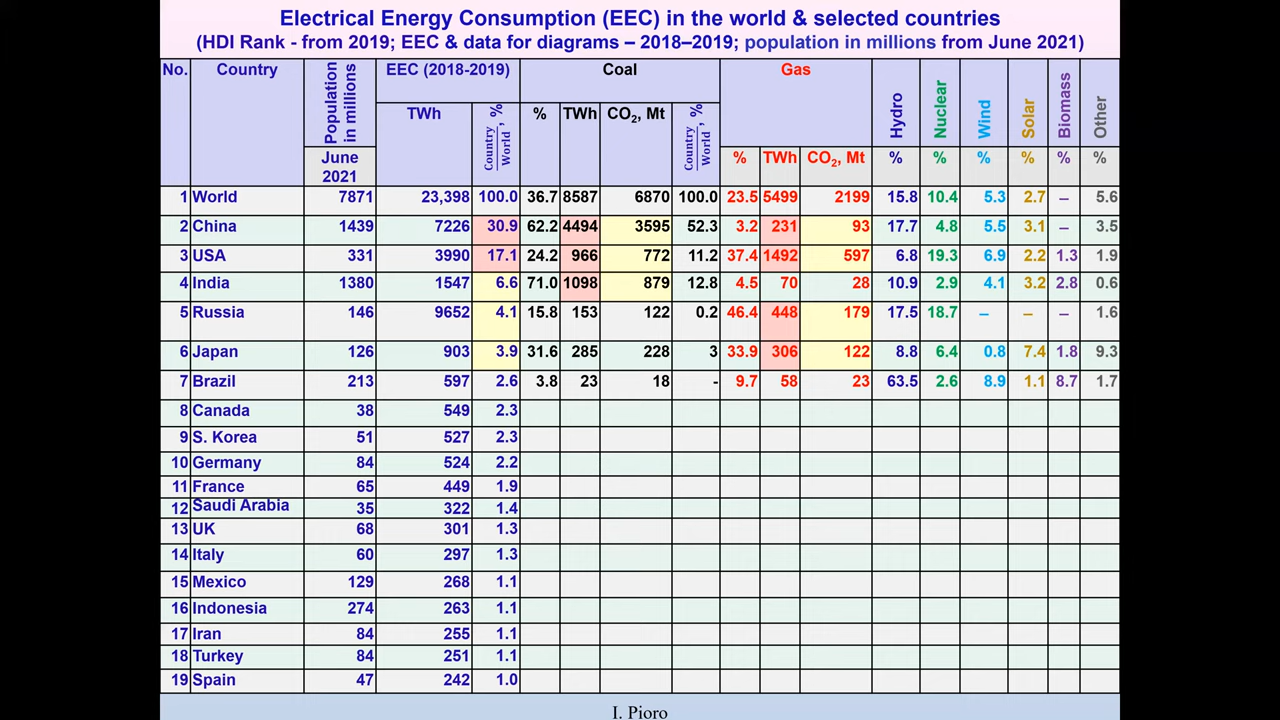 Electrical Energy Consumption (EEC) in the world & selected countries
(HDI Rank - from 2019; EEC & data for diagrams – 2018–2019; population in millions from June 2021)
No. Country Population in millions EEC (2018-2019) Coal Gas Hydro Nuclear Wind Solar Biomass Other
TWh Country/World, % % TWh CO₂, Mt Country/World, %
June 2021 % TWh CO₂, Mt % % % % % %
1 World 7871 23,398 100.0 36.7 8587 6870 100.0 23.5 5499 2199 15.8 10.4 5.3 2.7 – 5.6
2 China 1439 7226 30.9 62.2 4494 3595 52.3 3.2 231 93 17.7 4.8 5.5 3.1 – 3.5
3 USA 331 3990 17.1 24.2 966 772 11.2 37.4 1492 597 6.8 19.3 6.9 2.2 1.3 1.9
4 India 1380 1547 6.6 71.0 1098 879 12.8 4.5 70 28 10.9 2.9 4.1 3.2 2.8 0.6
5 Russia 146 9652 4.1 15.8 153 122 0.2 46.4 448 179 17.5 18.7 – – – 1.6
6 Japan 126 903 3.9 31.6 285 228 3 33.9 306 122 8.8 6.4 0.8 7.4 1.8 9.3
7 Brazil 213 597 2.6 3.8 23 18 - 9.7 58 23 63.5 2.6 8.9 1.1 8.7 1.7
8 Canada 38 549 2.3
9 S. Korea 51 527 2.3
10 Germany 84 524 2.2
11 France 65 449 1.9
12 Saudi Arabia 35 322 1.4
13 UK 68 301 1.3
14 Italy 60 297 1.3
15 Mexico 129 268 1.1
16 Indonesia 274 263 1.1
17 Iran 84 255 1.1
18 Turkey 84 251 1.1
19 Spain 47 242 1.0
I. Pioro